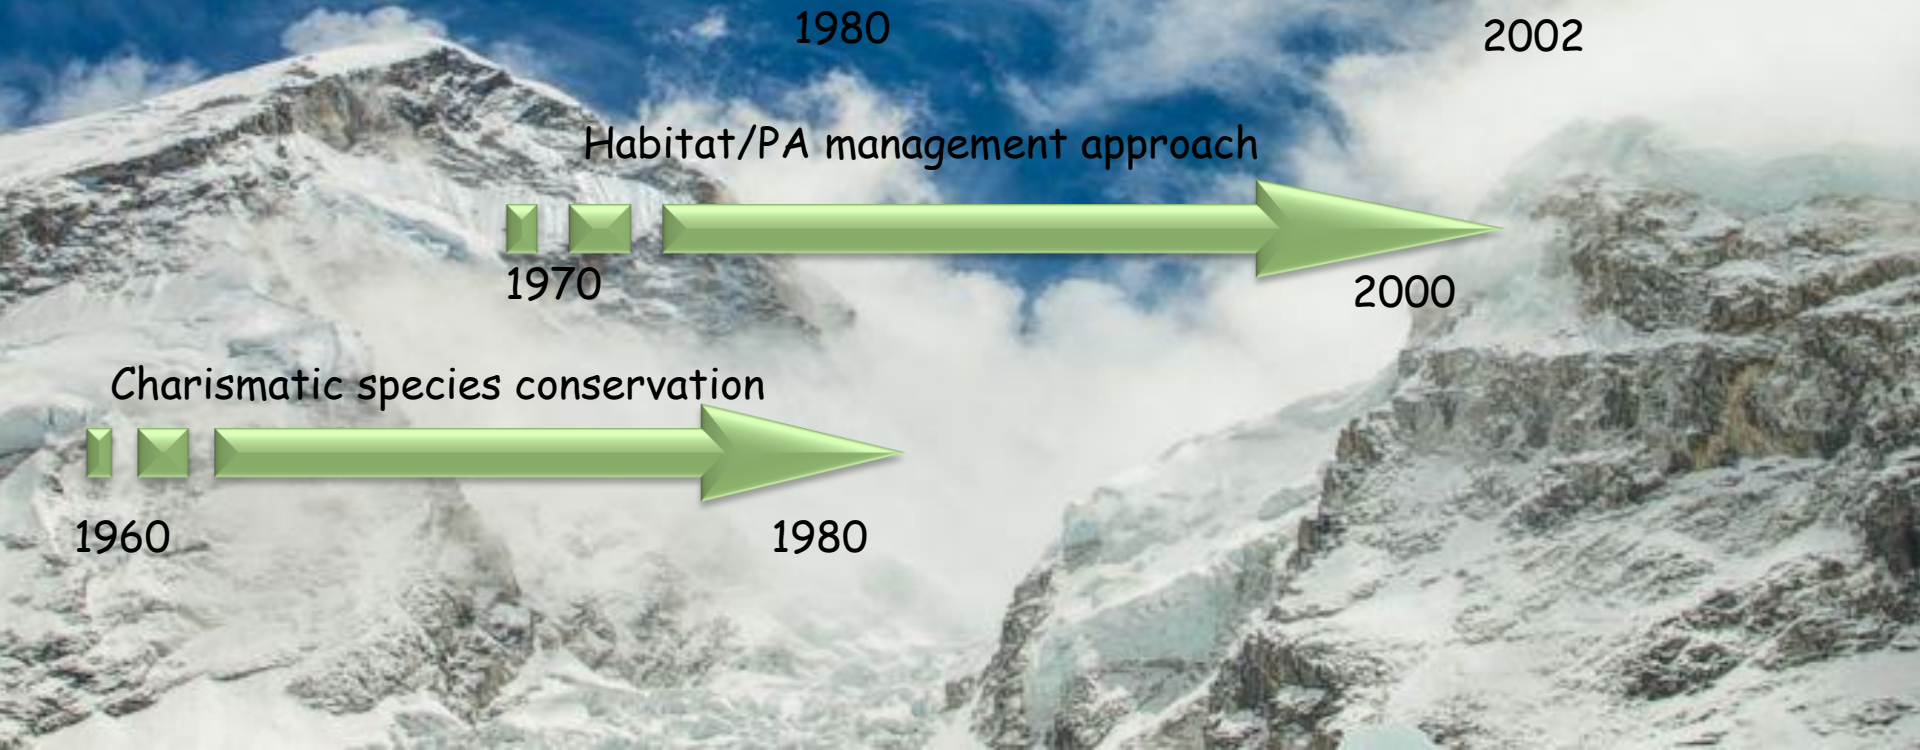 1980 2002
Habitat/PA management approach
1970 2000
Charismatic species conservation
1960 1980